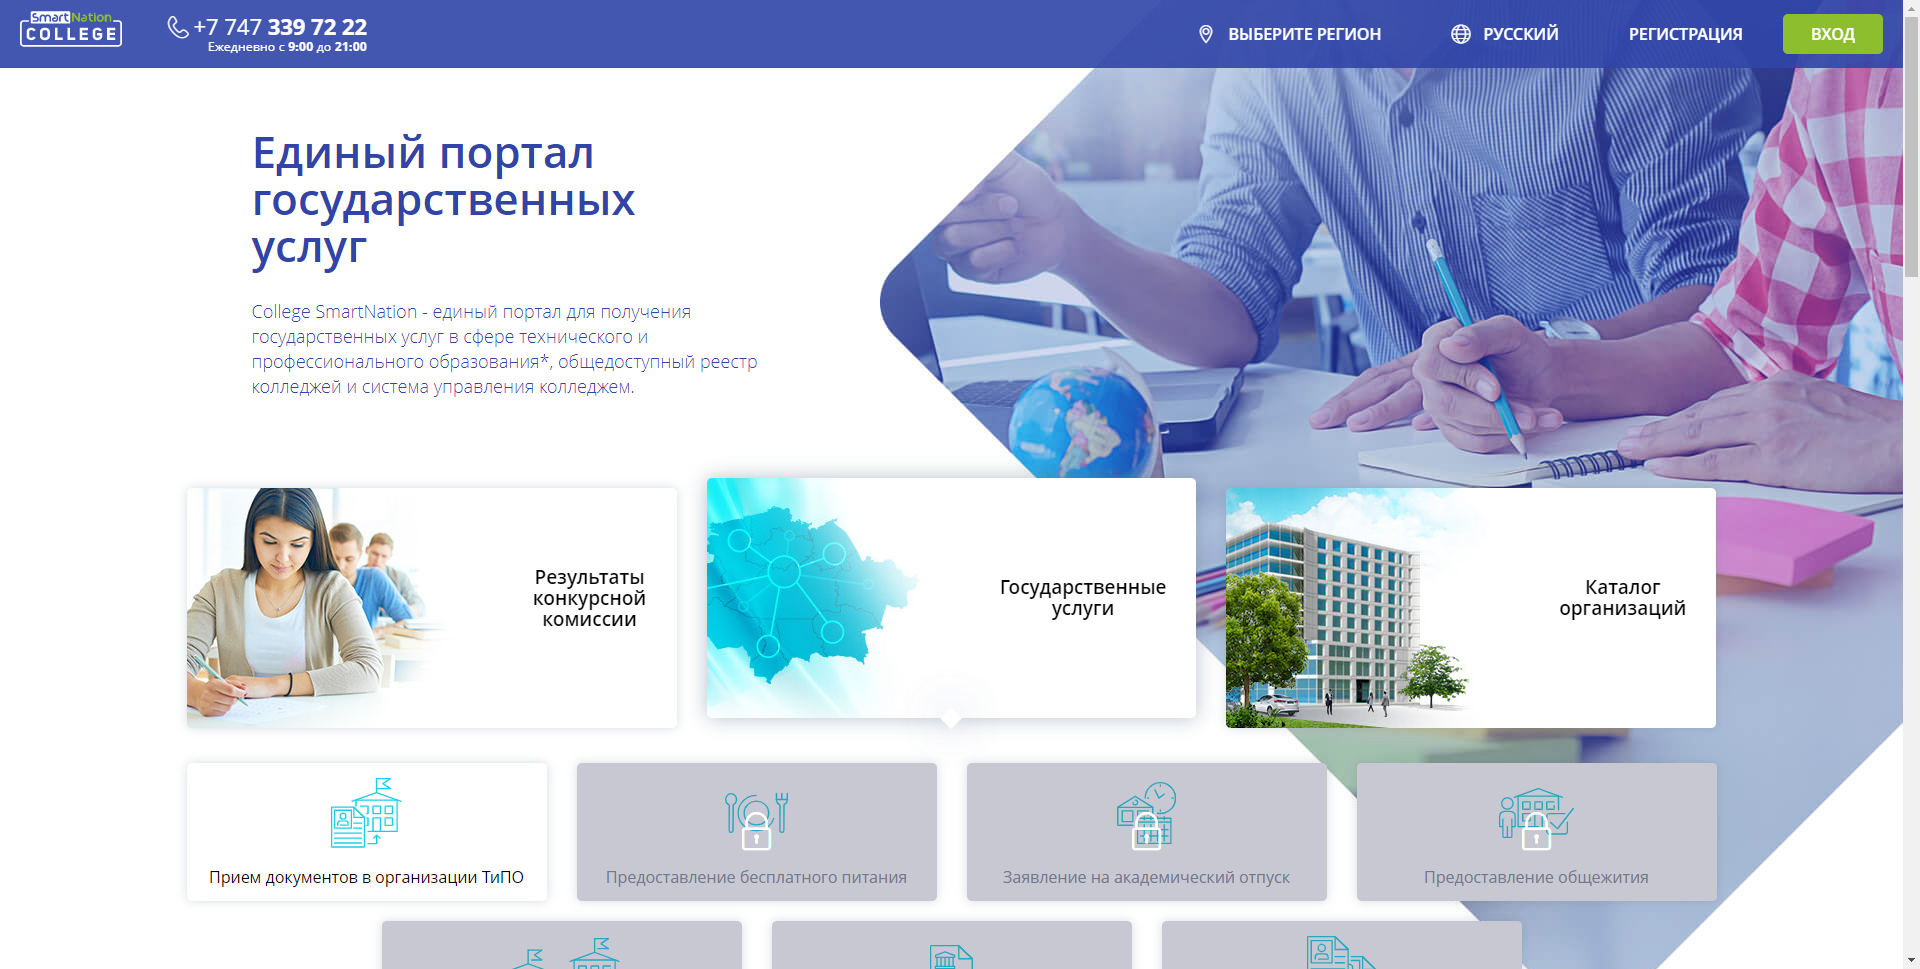 SmartNation
COLLEGE
+7 747 339 72 22
Ежедневно с 9:00 до 21:00
ВЫБЕРИТЕ РЕГИОН
РУССКИЙ
РЕГИСТРАЦИЯ
ВХОД
Единый портал
государственных
услуг
College SmartNation - единый портал для получения
государственных услуг в сфере технического и
профессионального образования*, общедоступный реестр
колледжей и система управления колледжем.
Результаты
конкурсной
комиссии
Государственные
услуги
Каталог
организаций
Прием документов в организации ТиПО
Предоставление бесплатного питания
Заявление на академический отпуск
Предоставление общежития